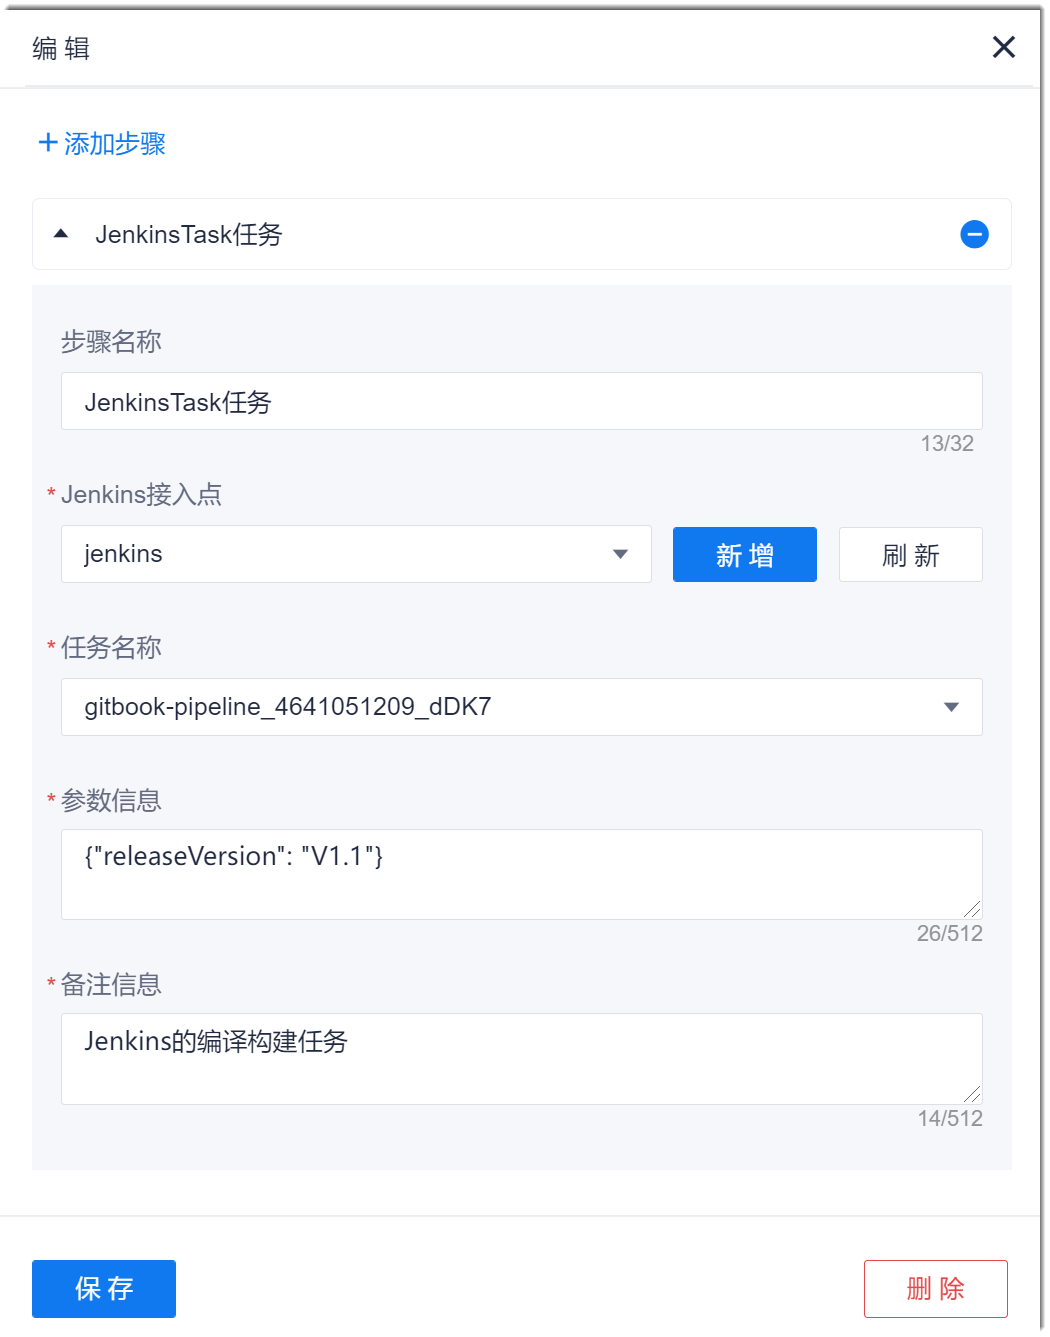 编 辑
添加步骤
JenkinsTask任务
步骤名称
JenkinsTask任务
13/32
* Jenkins接入点
jenkins
新 增
刷 新
* 任务名称
gitbook-pipeline_4641051209_dDK7
* 参数信息
{"releaseVersion": "V1.1"}
26/512
* 备注信息
Jenkins的编译构建任务
14/512
保 存
删 除